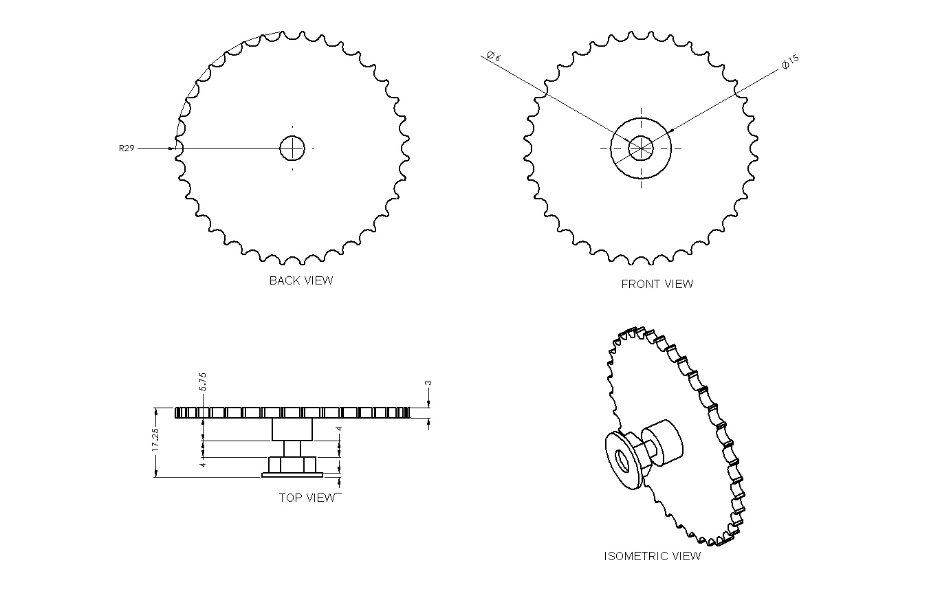 Ø6
Ø15
R29
BACK VIEW
FRONT VIEW
5.75
3
17.25
4
4
TOP VIEW
ISOMETRIC VIEW